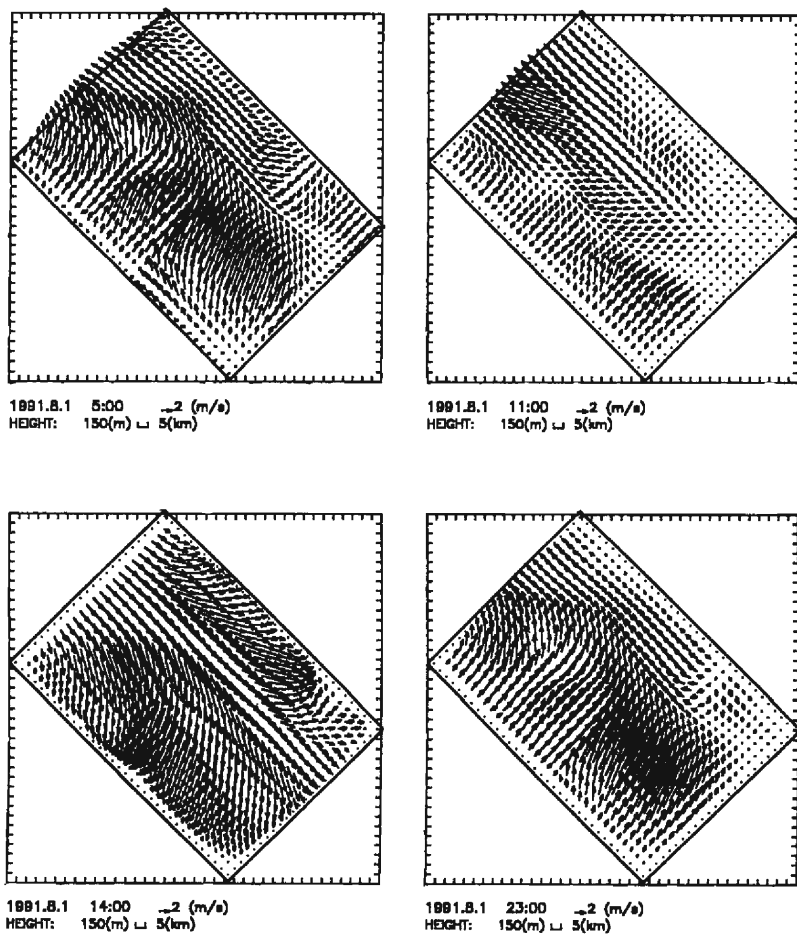 1991.8.1 5:00 →2 (m/s)
HEIGHT: 150(m) ⊔ 5(km)
1991.8.1 11:00 →2 (m/s)
HEIGHT: 150(m) ⊔ 5(km)
1991.8.1 14:00 →2 (m/s)
HEIGHT: 150(m) ⊔ 5(km)
1991.8.1 23:00 →2 (m/s)
HEIGHT: 150(m) ⊔ 5(km)